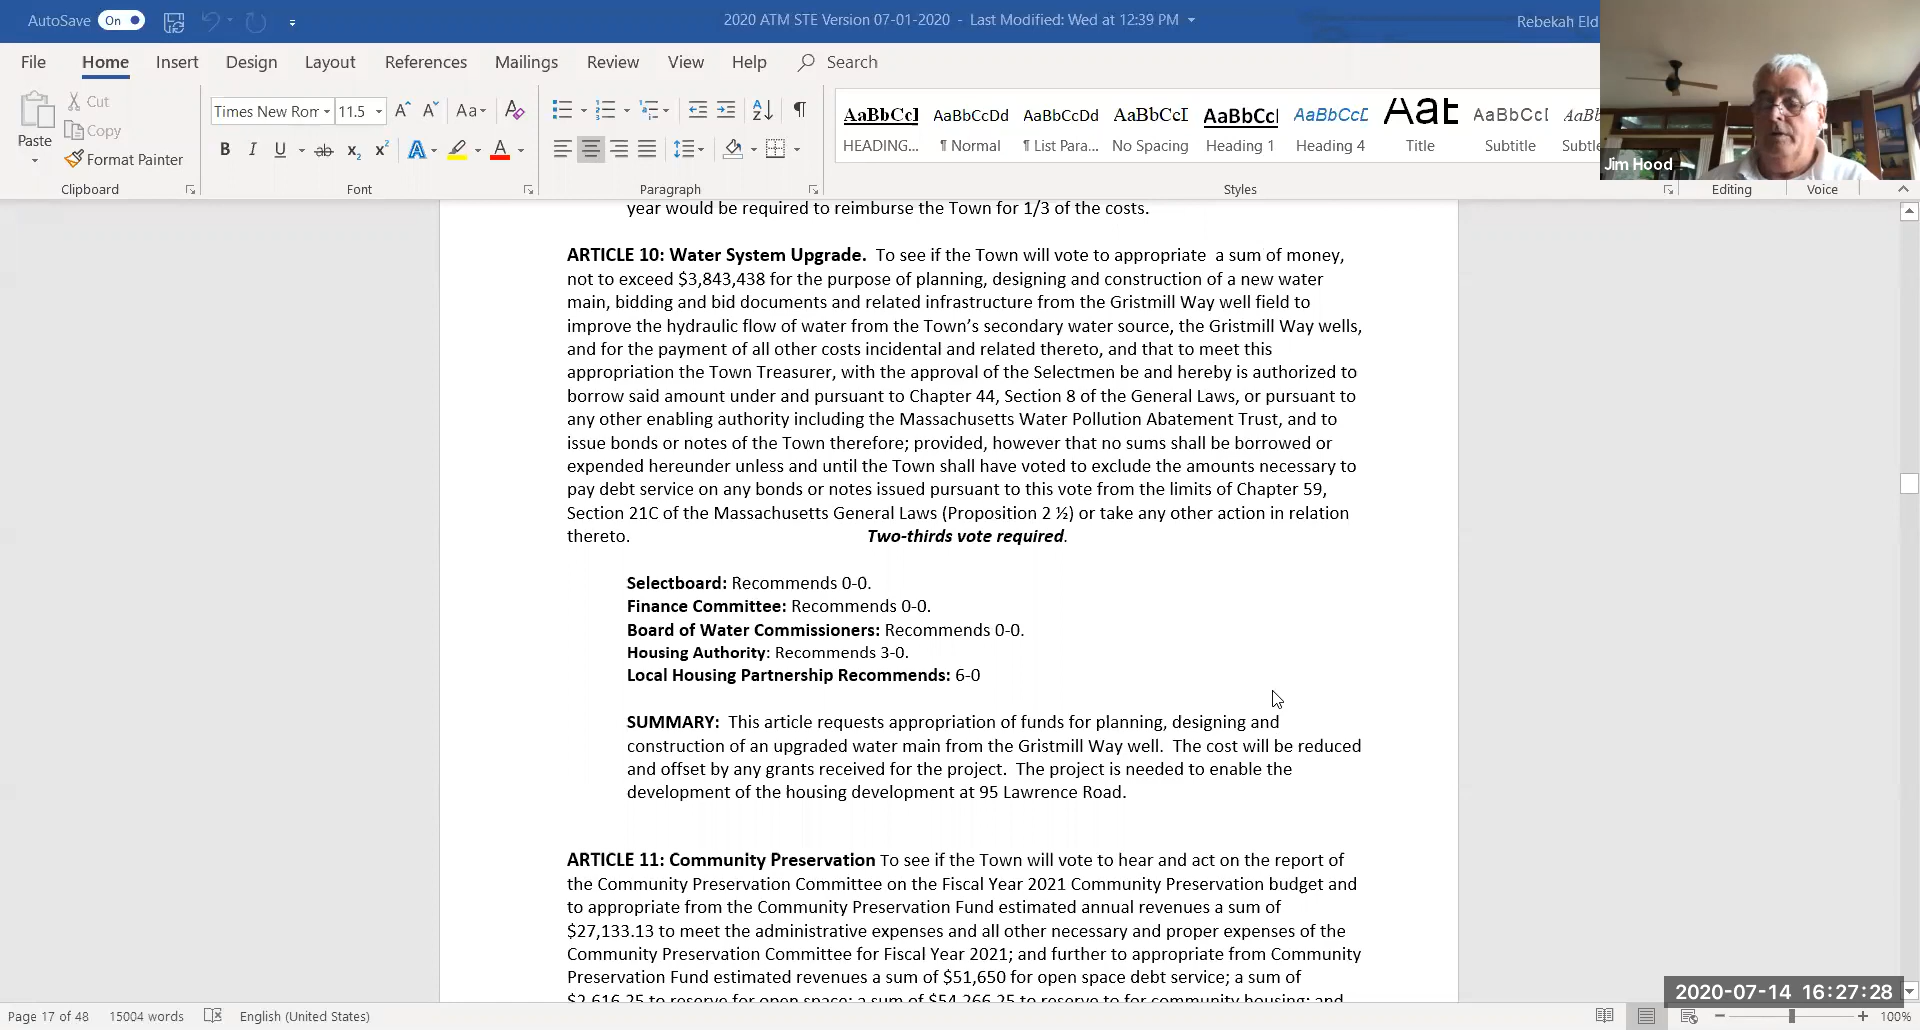 AutoSave On 2020 ATM STE Version 07-01-2020 - Last Modified: Wed at 12:39 PM Rebekah Eld
File Home Insert Design Layout References Mailings Review View Help Search
Paste Cut Copy Format Painter
Times New Rom 11.5 Aa
AaBbCcI AaBbCcDd AaBbCcDd AaBbCcI AaBbCcI AaBbCcL AaE AaBbCcI AaBb
HEADING... ¶ Normal ¶ List Para... No Spacing Heading 1 Heading 4 Title Subtitle Subtle
Jim Hood
Clipboard Font Paragraph Styles Editing Voice
year would be required to reimburse the Town for 1/3 of the costs.
ARTICLE 10: Water System Upgrade. To see if the Town will vote to appropriate a sum of money,
not to exceed $3,843,438 for the purpose of planning, designing and construction of a new water
main, bidding and bid documents and related infrastructure from the Gristmill Way well field to
improve the hydraulic flow of water from the Town’s secondary water source, the Gristmill Way wells,
and for the payment of all other costs incidental and related thereto, and that to meet this
appropriation the Town Treasurer, with the approval of the Selectmen be and hereby is authorized to
borrow said amount under and pursuant to Chapter 44, Section 8 of the General Laws, or pursuant to
any other enabling authority including the Massachusetts Water Pollution Abatement Trust, and to
issue bonds or notes of the Town therefore; provided, however that no sums shall be borrowed or
expended hereunder unless and until the Town shall have voted to exclude the amounts necessary to
pay debt service on any bonds or notes issued pursuant to this vote from the limits of Chapter 59,
Section 21C of the Massachusetts General Laws (Proposition 2 ½) or take any other action in relation
thereto. Two-thirds vote required.
Selectboard: Recommends 0-0.
Finance Committee: Recommends 0-0.
Board of Water Commissioners: Recommends 0-0.
Housing Authority: Recommends 3-0.
Local Housing Partnership Recommends: 6-0
SUMMARY: This article requests appropriation of funds for planning, designing and
construction of an upgraded water main from the Gristmill Way well. The cost will be reduced
and offset by any grants received for the project. The project is needed to enable the
development of the housing development at 95 Lawrence Road.
ARTICLE 11: Community Preservation To see if the Town will vote to hear and act on the report of
the Community Preservation Committee on the Fiscal Year 2021 Community Preservation budget and
to appropriate from the Community Preservation Fund estimated annual revenues a sum of
$27,133.13 to meet the administrative expenses and all other necessary and proper expenses of the
Community Preservation Committee for Fiscal Year 2021; and further to appropriate from Community
Preservation Fund estimated revenues a sum of $51,650 for open space debt service; a sum of
$2,616.25 to reserve for open space; a sum of $54,266.25 to reserve to for community housing; and
2020-07-14 16:27:28
Page 17 of 48 15004 words English (United States) 100%